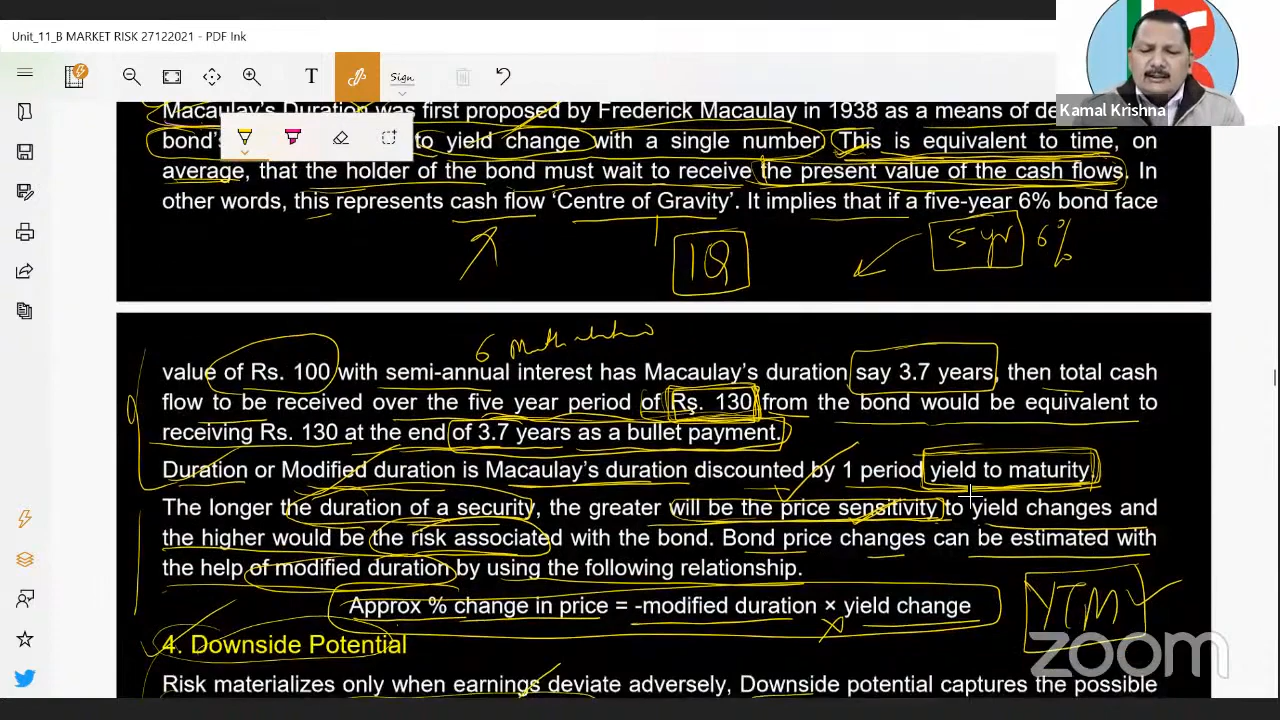 Unit_11_B MARKET RISK 27122021 - PDF Ink
T
Sign
Kamal Krishna
Macaulay's Duration was first proposed by Frederick Macaulay in 1938 as a means of de
bond's to yield change with a single number. This is equivalent to time, on
average, that the holder of the bond must wait to receive the present value of the cash flows. In
other words, this represents cash flow 'Centre of Gravity'. It implies that if a five-year 6% bond face
5 yr 6%
6 Month
value of Rs. 100 with semi-annual interest has Macaulay's duration say 3.7 years, then total cash
flow to be received over the five year period of Rs. 130 from the bond would be equivalent to
receiving Rs. 130 at the end of 3.7 years as a bullet payment.
Duration or Modified duration is Macaulay's duration discounted by 1 period yield to maturity
The longer the duration of a security, the greater will be the price sensitivity to yield changes and
the higher would be the risk associated with the bond. Bond price changes can be estimated with
the help of modified duration by using the following relationship.
Approx % change in price = -modified duration × yield change
YTM
4. Downside Potential
zoom
Risk materializes only when earnings deviate adversely, Downside potential captures the possible